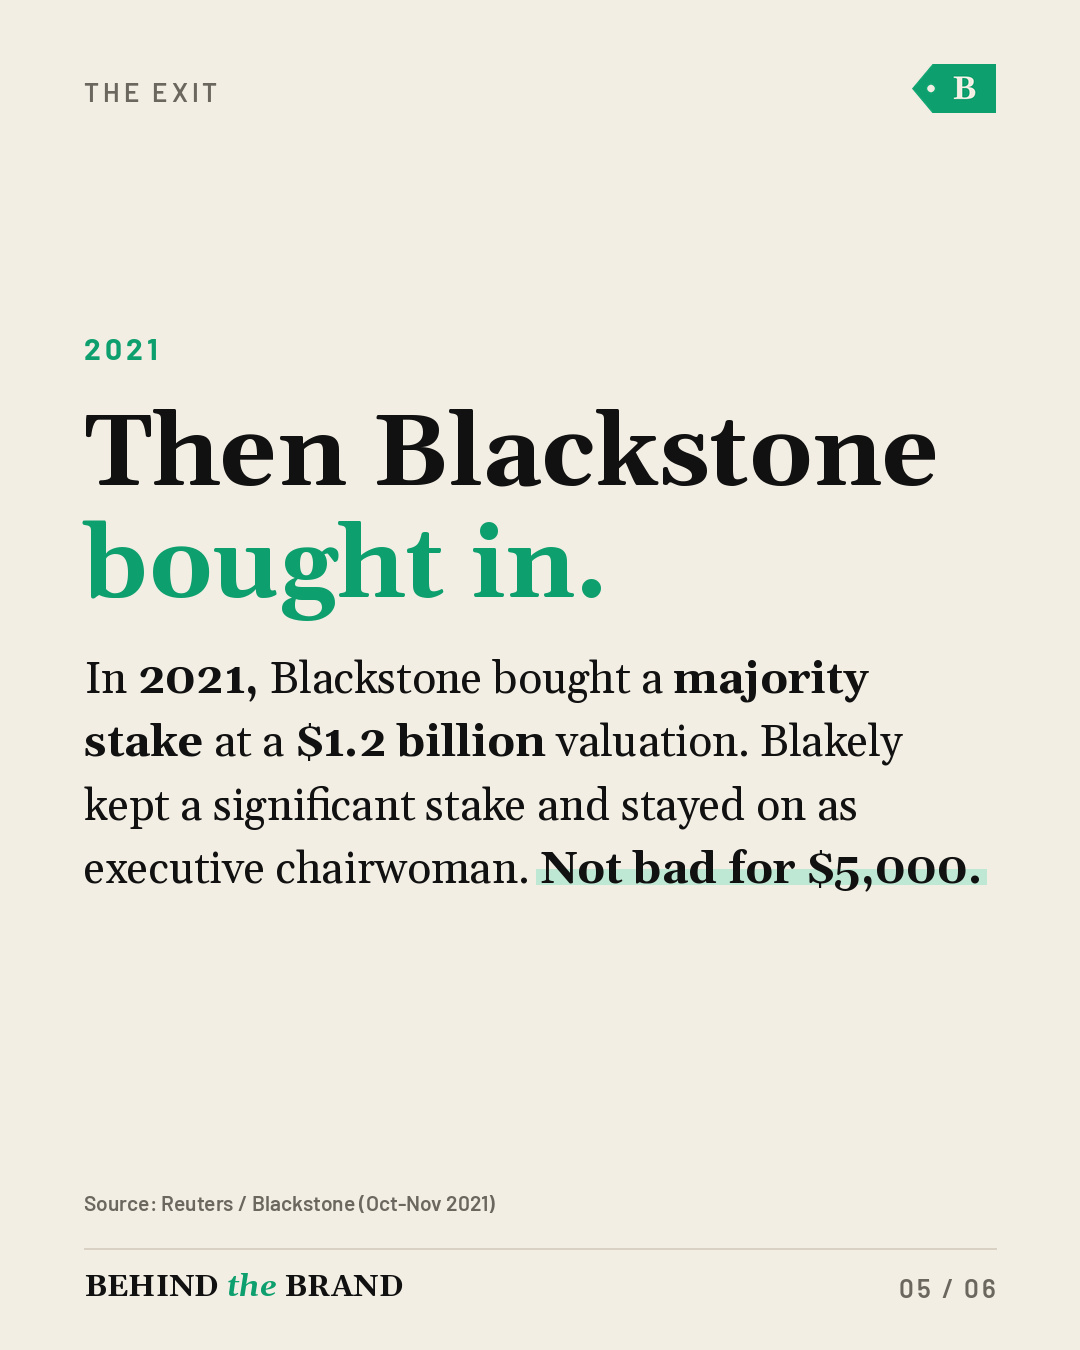 THE EXIT
B
2021
Then Blackstone
bought in.
In 2021, Blackstone bought a majority
stake at a $1.2 billion valuation. Blakely
kept a significant stake and stayed on as
executive chairwoman. Not bad for $5,000.
Source: Reuters / Blackstone (Oct-Nov 2021)
BEHIND the BRAND
05 / 06